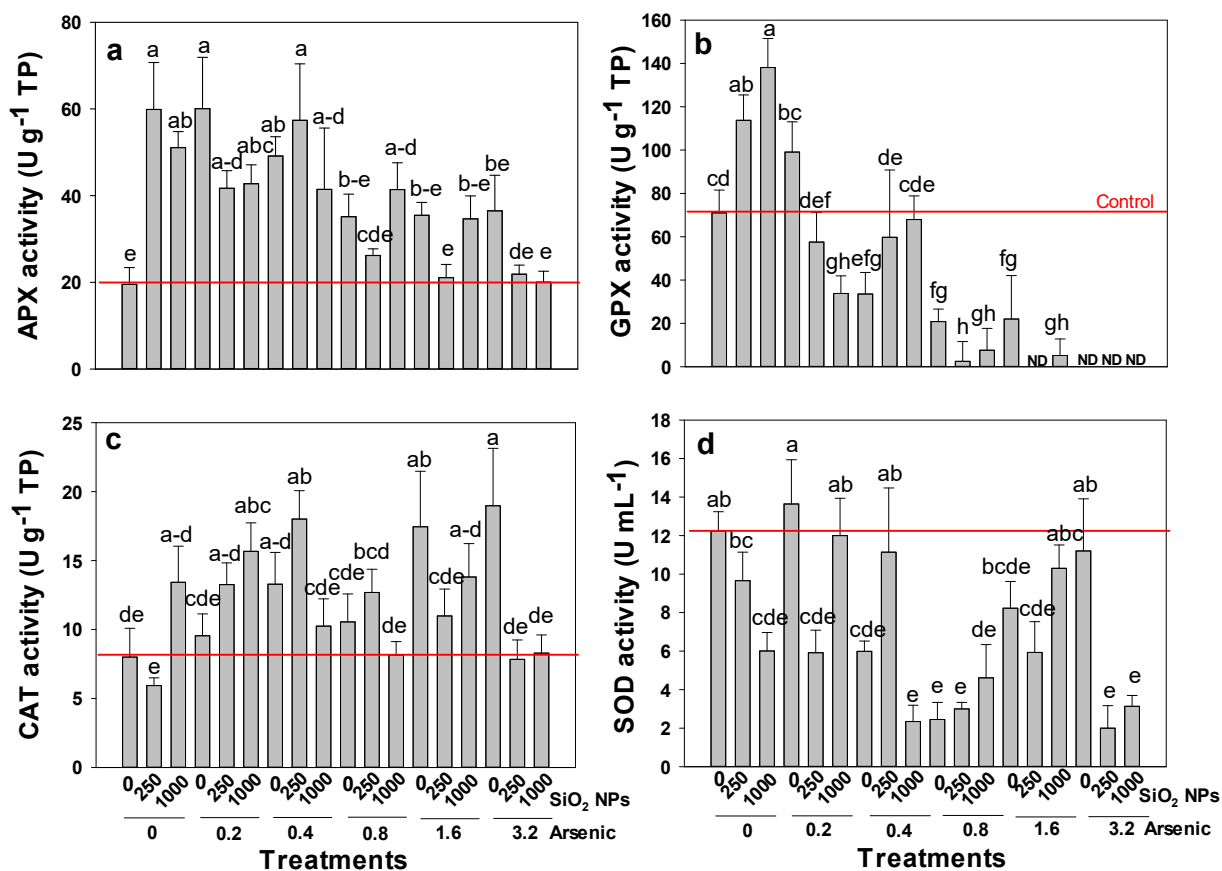 a
APX activity (U g⁻¹ TP)
80
60
40
20
0
e
a
ab
a
a-d
abc
ab
a
a-d
b-e
cde
a-d
b-e
e
b-e
be
de
e
b
GPX activity (U g⁻¹ TP)
160
140
120
100
80
60
40
20
0
cd
ab
a
bc
def
gh
efg
de
cde
fg
h
gh
fg
ND
gh
ND ND ND
Control
c
CAT activity (U g⁻¹ TP)
25
20
15
10
5
0
de
e
a-d
cde
a-d
abc
a-d
ab
cde
cde
bcd
de
ab
cde
a-d
a
de
de
0 250 1000 0 250 1000 0 250 1000 0 250 1000 0 250 1000 0 250 1000
SiO₂ NPs
0 0.2 0.4 0.8 1.6 3.2 Arsenic
Treatments
d
SOD activity (U mL⁻¹)
18
16
14
12
10
8
6
4
2
0
ab
bc
cde
a
cde
ab
cde
ab
e
e
e
de
bcde
cde
abc
ab
e
e
0 250 1000 0 250 1000 0 250 1000 0 250 1000 0 250 1000 0 250 1000
SiO₂ NPs
0 0.2 0.4 0.8 1.6 3.2 Arsenic
Treatments